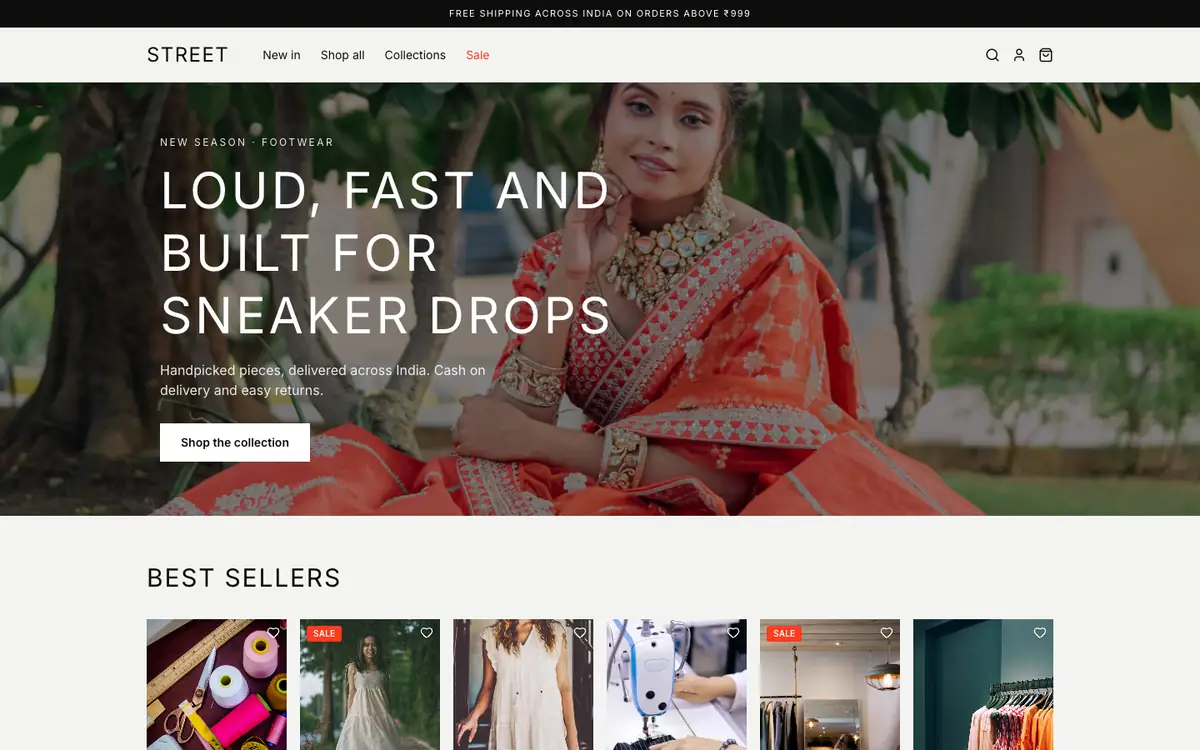 FREE SHIPPING ACROSS INDIA ON ORDERS ABOVE ₹999
STREET
New in
Shop all
Collections
Sale
NEW SEASON · FOOTWEAR
LOUD, FAST AND
BUILT FOR
SNEAKER DROPS
Handpicked pieces, delivered across India. Cash on
delivery and easy returns.
Shop the collection
BEST SELLERS
SALE
SALE